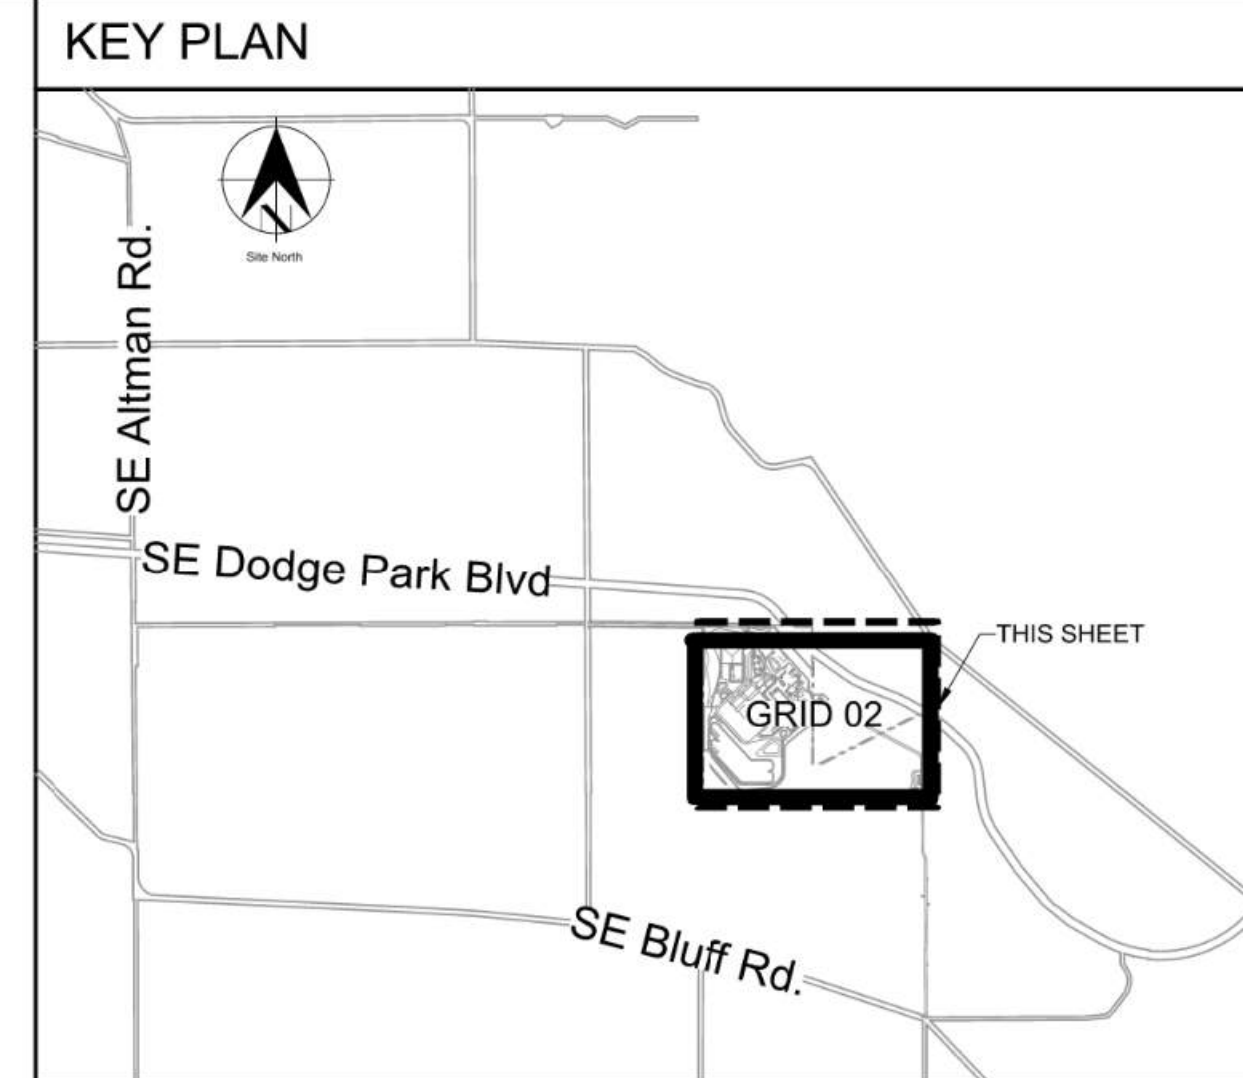 KEY PLAN
N
Site North
SE Altman Rd.
SE Dodge Park Blvd
THIS SHEET
GRID 02
SE Bluff Rd.